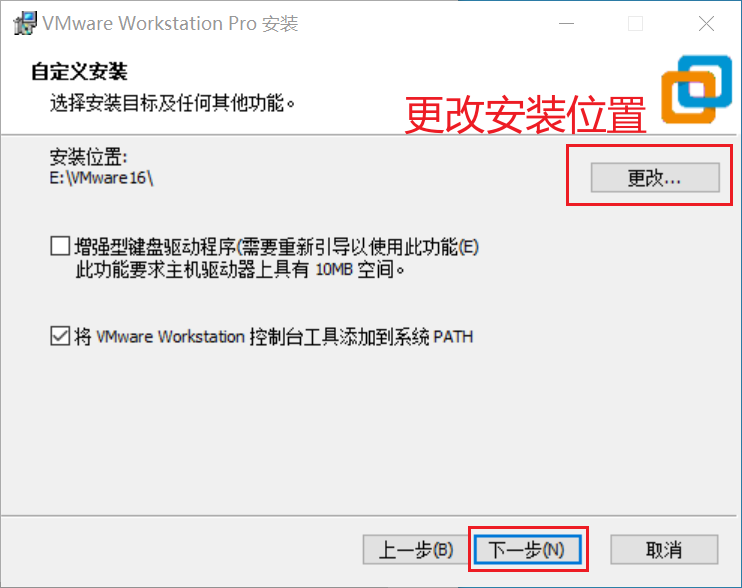 VMware Workstation Pro 安装
自定义安装
选择安装目标及任何其他功能。
更改安装位置
安装位置:
E:\VMware16\
更改...
增强型键盘驱动程序(需要重新引导以使用此功能(E)
此功能要求主机驱动器上具有 10MB 空间。
将 VMware Workstation 控制台工具添加到系统 PATH
上一步(B)
下一步(N)
取消